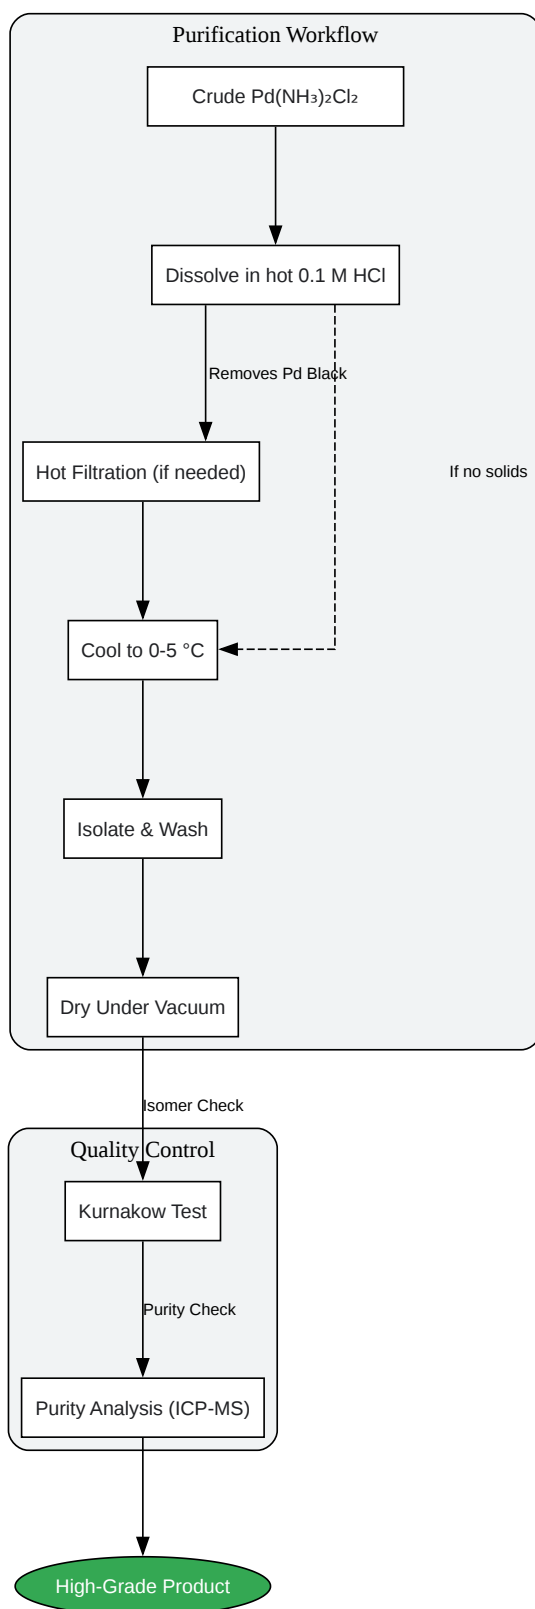 Purification Workflow
Crude Pd(NH₃)₂Cl₂
Dissolve in hot 0.1 M HCl
Removes Pd Black
Hot Filtration (if needed)
If no solids
Cool to 0-5 °C
Isolate & Wash
Dry Under Vacuum
Isomer Check
Quality Control
Kurnakow Test
Purity Check
Purity Analysis (ICP-MS)
High-Grade Product